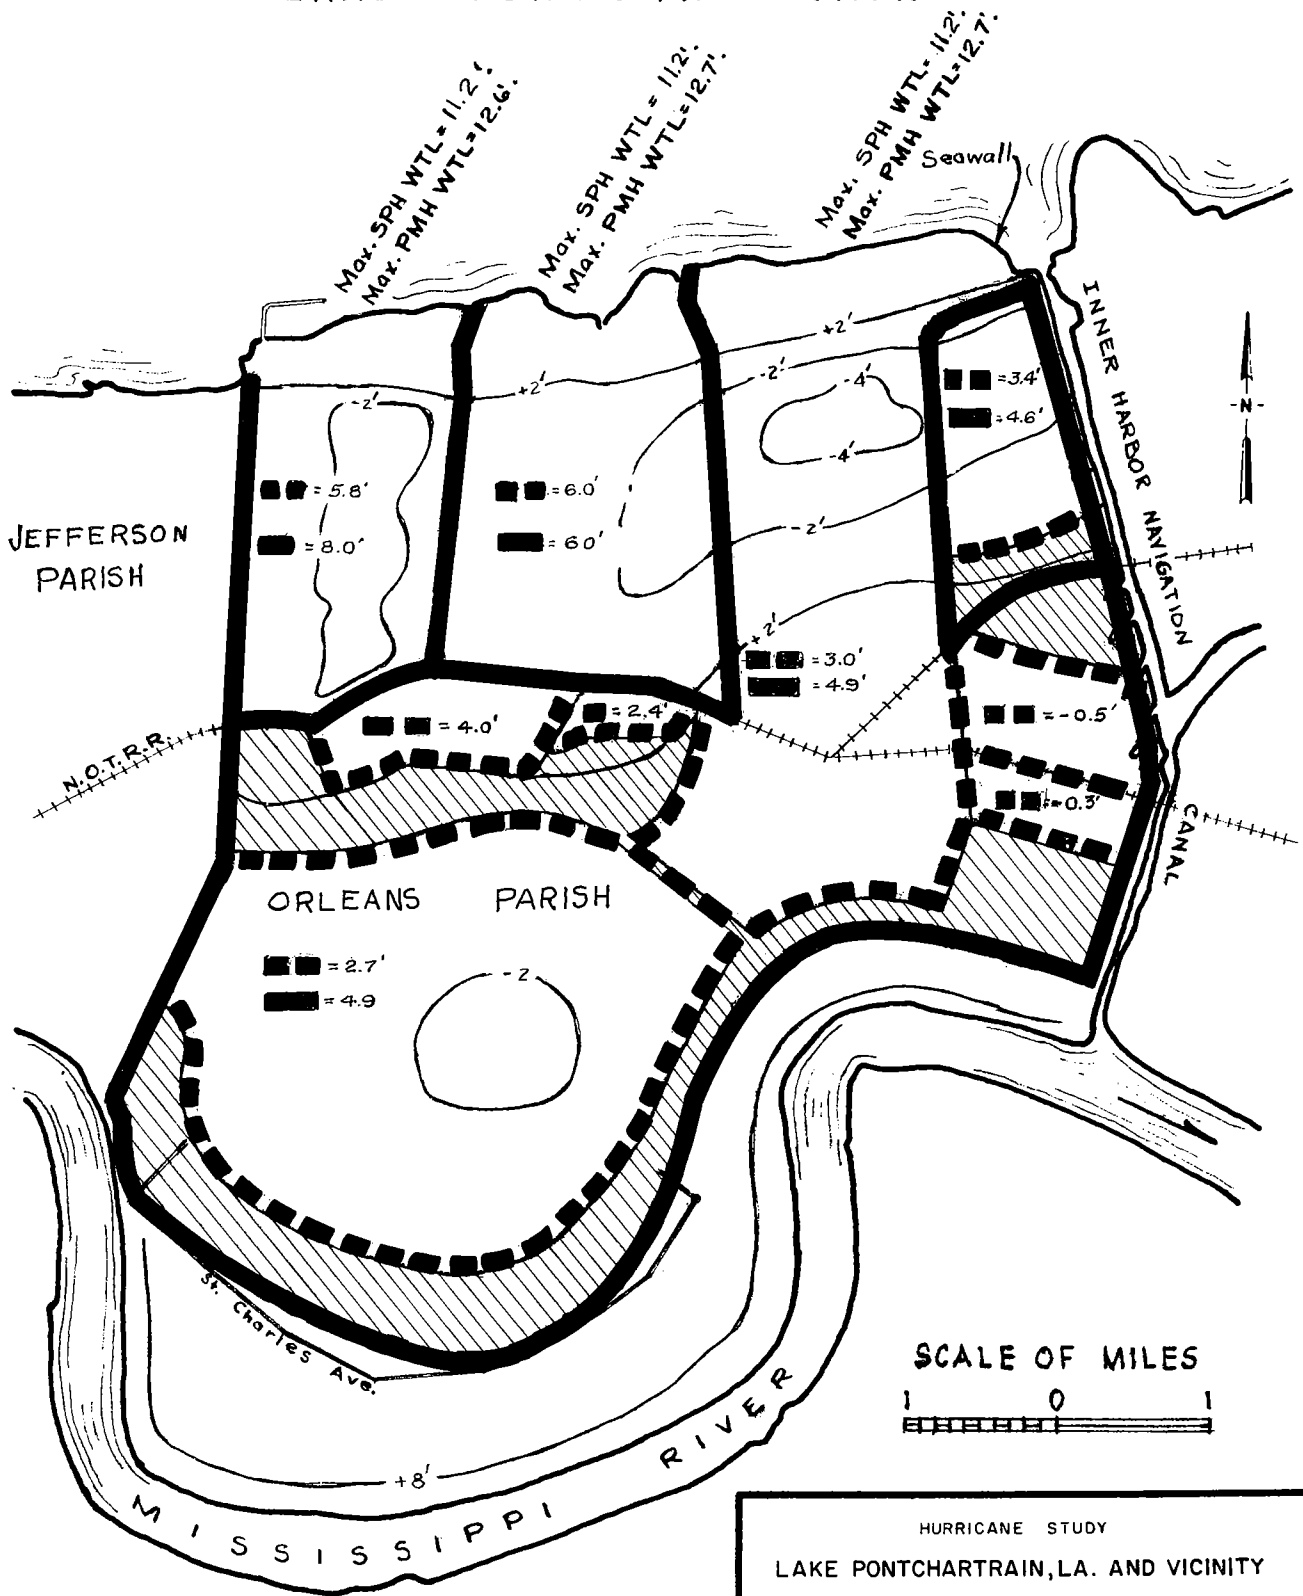 Max. SPH WTL = 11.2'.
Max. PMH WTL = 12.6'.
Max. SPH WTL = 11.2'.
Max. PMH WTL = 12.7'.
Max. SPH WTL = 11.2'.
Max. PMH WTL = 12.7'.
Seawall
INNER HARBOR NAVIGATION
CANAL
-N-
+2'
-2'
-4'
-4'
-2'
+2'
-2'
+2'
= 3.4'
= 4.6'
= 5.8'
= 8.0'
= 6.0'
= 6.0'
JEFFERSON
PARISH
= 3.0'
= 4.9'
= 4.0'
= 2.4'
= -0.5'
= -0.3'
N.O.T.R.R.
ORLEANS PARISH
= 2.7'
= 4.9
-2
St. Charles Ave.
+8'
MISSISSIPPI RIVER
SCALE OF MILES
1 0 1
HURRICANE STUDY
LAKE PONTCHARTRAIN, LA. AND VICINITY